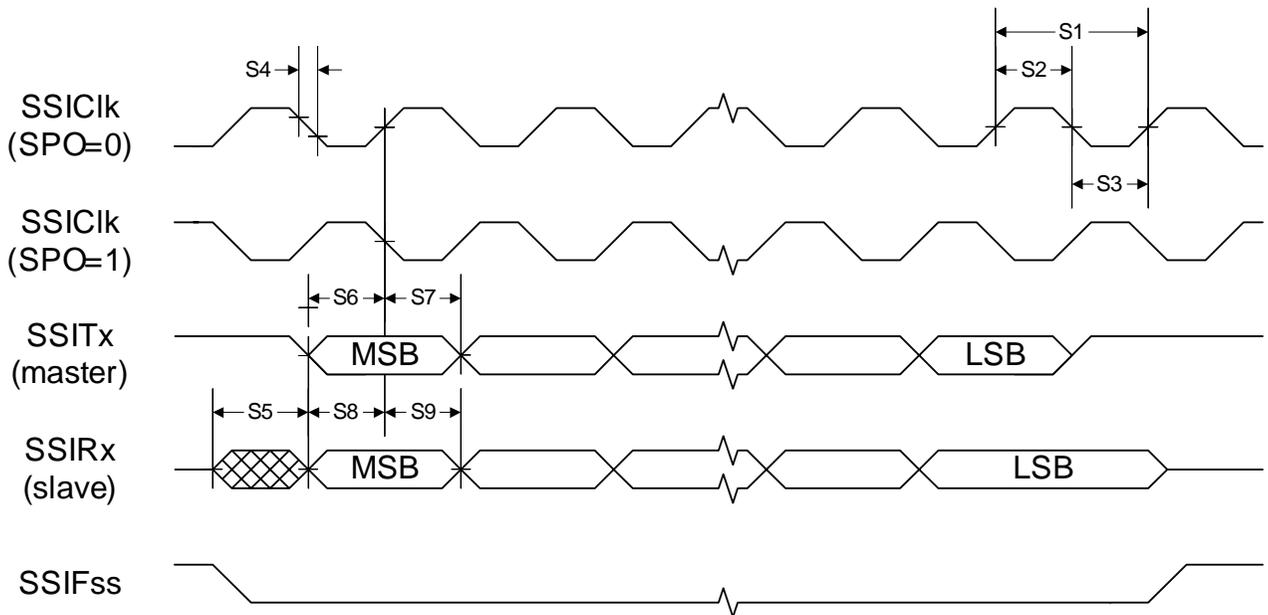 S1
S4
S2
SSIClk
(SPO=0)
S3
SSIClk
(SPO=1)
S6
S7
SSITx
(master)
MSB
LSB
S5
S8
S9
SSIRx
(slave)
MSB
LSB
SSIFss